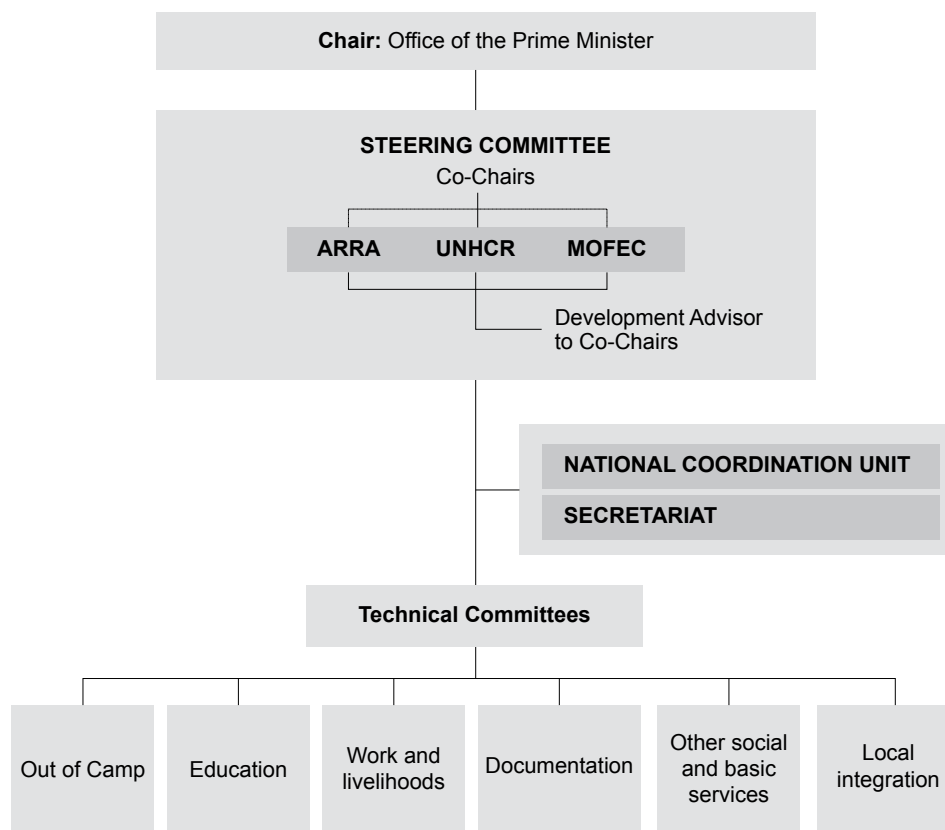 Chair: Office of the Prime Minister
STEERING COMMITTEE
Co-Chairs
ARRA UNHCR MOFEC
Development Advisor
to Co-Chairs
NATIONAL COORDINATION UNIT
SECRETARIAT
Technical Committees
Out of Camp
Education
Work and
livelihoods
Documentation
Other social
and basic
services
Local
integration